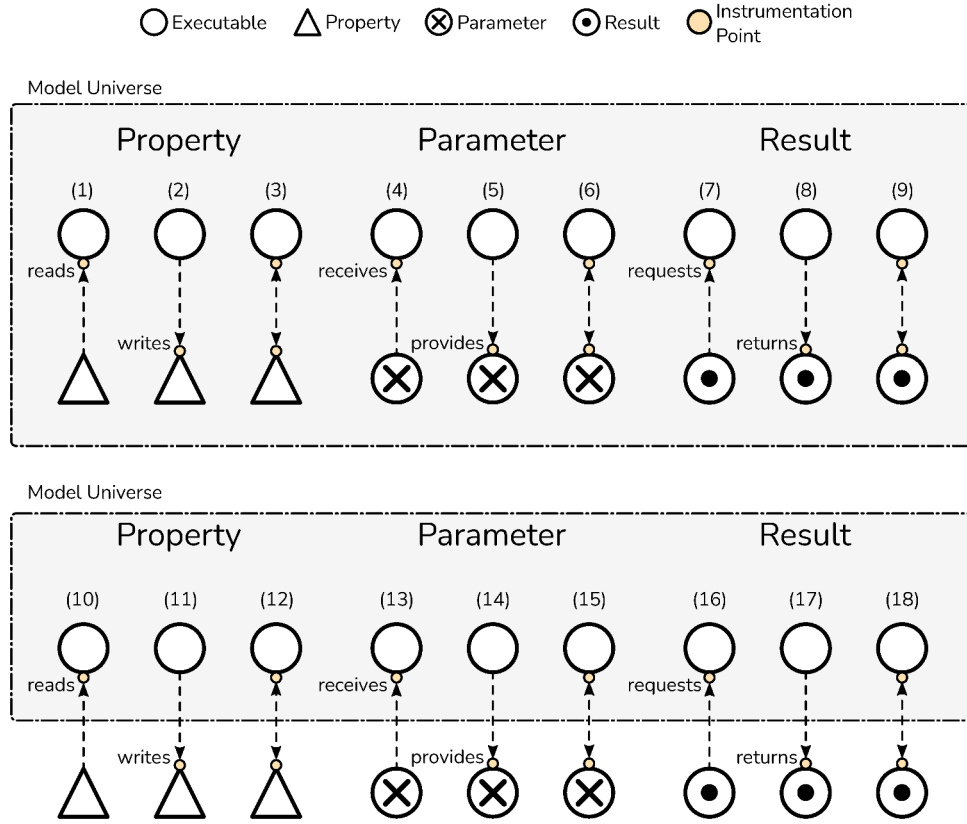 Executable Property Parameter Result Instrumentation
Point
Model Universe
Property Parameter Result
(1) (2) (3) (4) (5) (6) (7) (8) (9)
reads receives requests
writes provides returns
Model Universe
Property Parameter Result
(10) (11) (12) (13) (14) (15) (16) (17) (18)
reads receives requests
writes provides returns